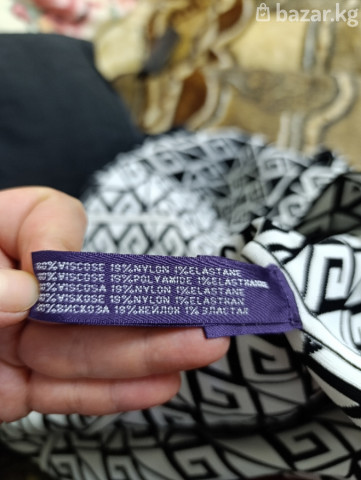 bazar.kg
80%VISCOSE 19%NYLON 1%ELASTANE
80%VISCOSE 19%POLYAMIDE 1%ELASTHANNE
80%VISCOSA 19%NYLON 1%ELASTANE
80%VISKOSE 19%NYLON 1%ELASTHAN
80%ВИСКОЗА 19%НЕЙЛОН 1%ЭЛАСТАН